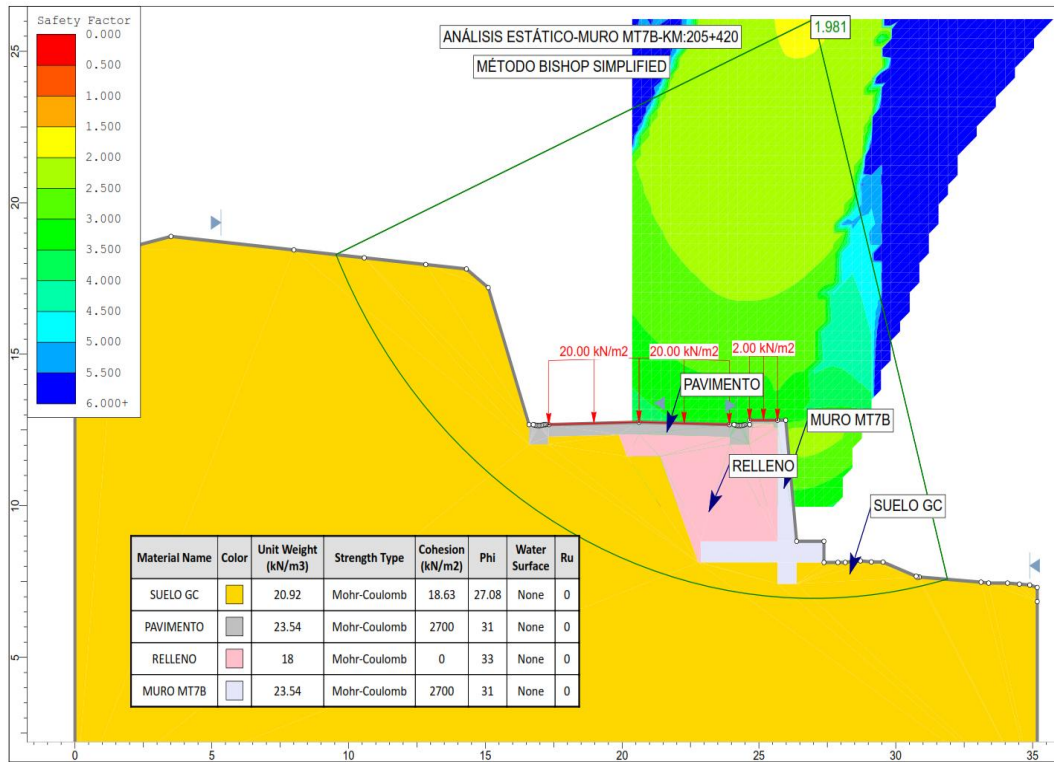 Safety Factor
0.000
0.500
1.000
1.500
2.000
2.500
3.000
3.500
4.000
4.500
5.000
5.500
6.000+
ANÁLISIS ESTÁTICO-MURO MT7B-KM:205+420
MÉTODO BISHOP SIMPLIFIED
1.981
20.00 kN/m2 20.00 kN/m2 2.00 kN/m2
PAVIMENTO
MURO MT7B
RELLENO
SUELO GC
Material Name Color Unit Weight (kN/m3) Strength Type Cohesion (kN/m2) Phi Water Surface Ru
SUELO GC 20.92 Mohr-Coulomb 18.63 27.08 None 0
PAVIMENTO 23.54 Mohr-Coulomb 2700 31 None 0
RELLENO 18 Mohr-Coulomb 0 33 None 0
MURO MT7B 23.54 Mohr-Coulomb 2700 31 None 0
25
20
15
10
5
0 5 10 15 20 25 30 35